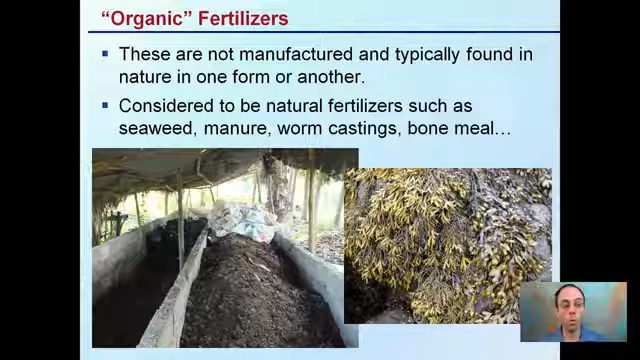 “Organic” Fertilizers
These are not manufactured and typically found in
nature in one form or another.
Considered to be natural fertilizers such as
seaweed, manure, worm castings, bone meal…